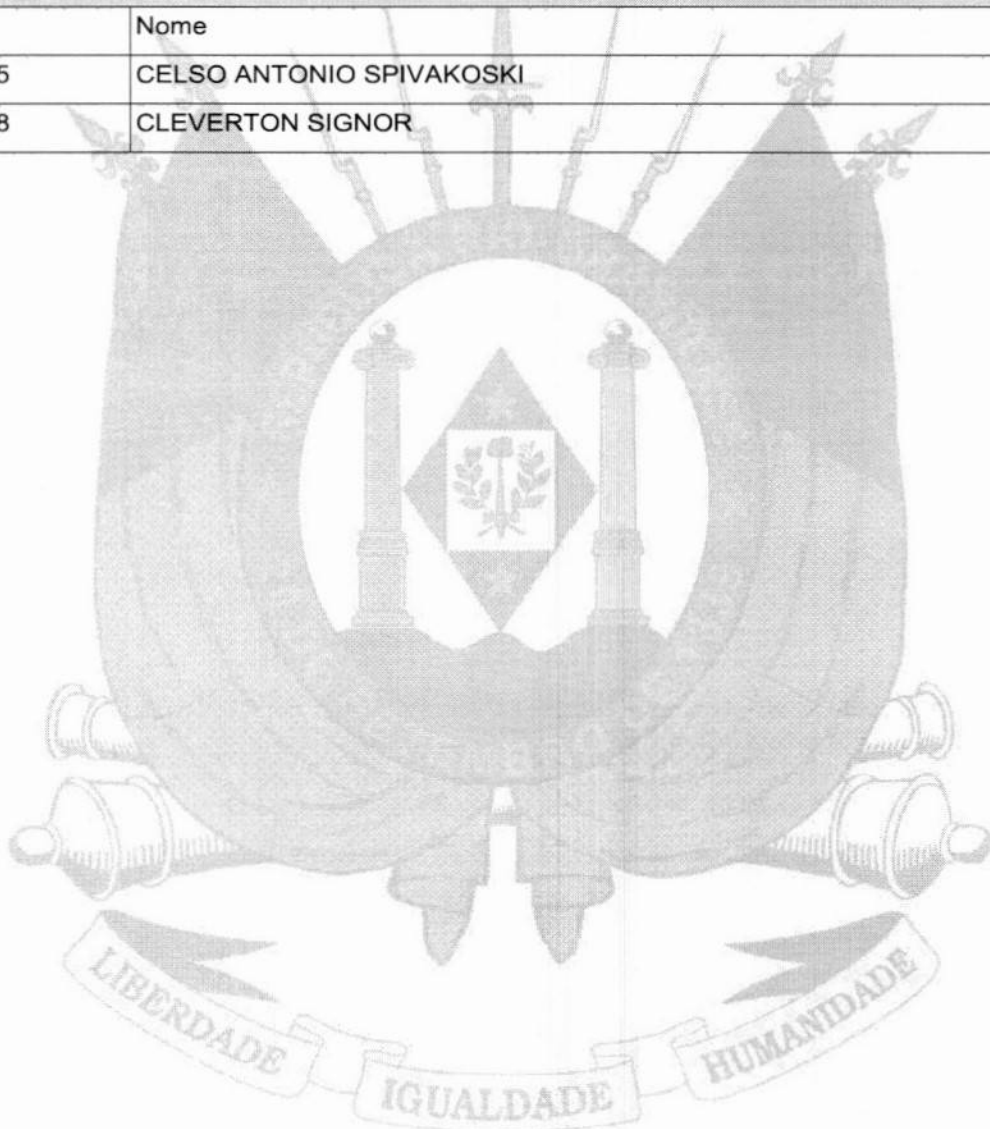 Nome
5 CELSO ANTONIO SPIVAKOSKI
8 CLEVERTON SIGNOR
LIBERDADE
IGUALDADE
HUMANIDADE